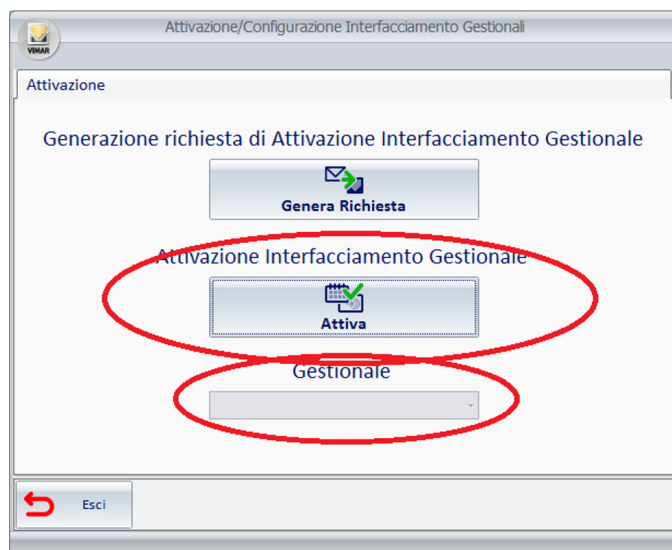 Attivazione/Configurazione Interfacciamento Gestionali
VIMAR
Attivazione
Generazione richiesta di Attivazione Interfacciamento Gestionale
Genera Richiesta
Attivazione Interfacciamento Gestionale
Attiva
Gestionale
Esci